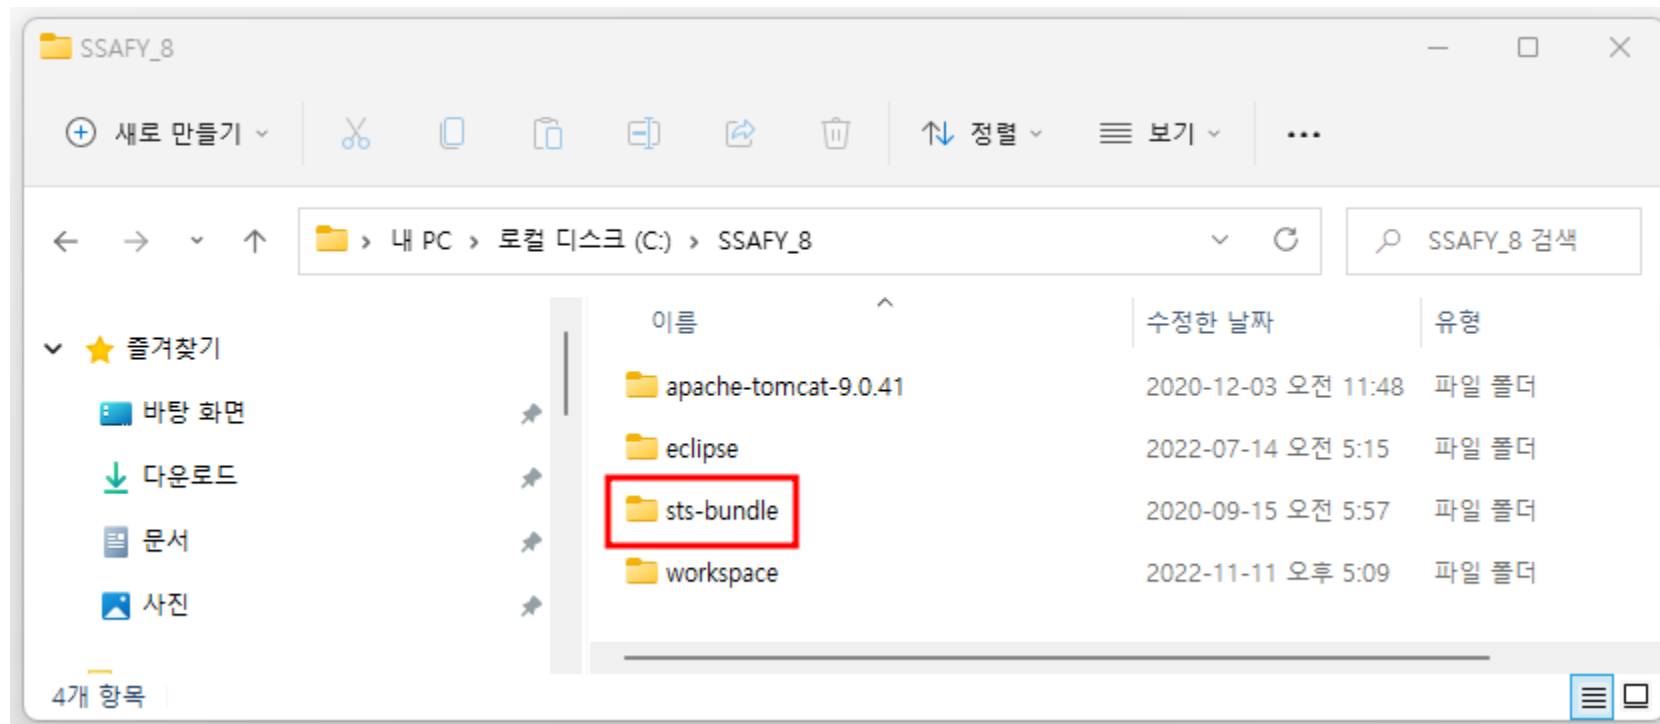 SSAFY_8
새로 만들기 정렬 보기 •••
내 PC > 로컬 디스크 (C:) > SSAFY_8 SSAFY_8 검색
이름 수정한 날짜 유형
즐겨찾기
바탕 화면
다운로드
문서
사진
apache-tomcat-9.0.41 2020-12-03 오전 11:48 파일 폴더
eclipse 2022-07-14 오전 5:15 파일 폴더
sts-bundle 2020-09-15 오전 5:57 파일 폴더
workspace 2022-11-11 오후 5:09 파일 폴더
4개 항목